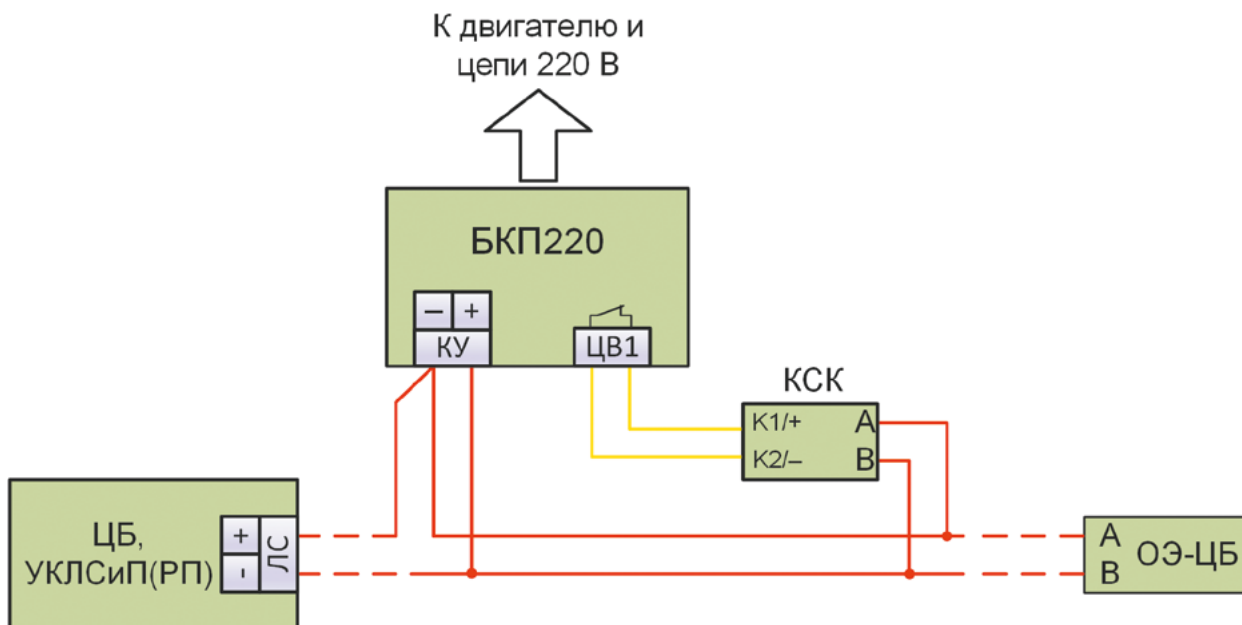 К двигателю и
цепи 220 В
БКП220
– +
КУ
ЦВ1
КСК
К1/+ А
К2/– В
ЦБ,
УКЛСиП(РП)
+
-
ЛС
А
В
ОЭ-ЦБ